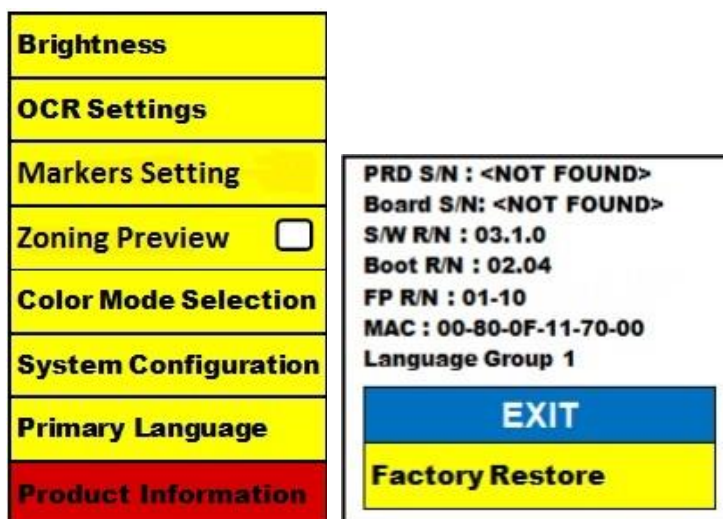 Brightness
OCR Settings
Markers Setting
Zoning Preview
Color Mode Selection
System Configuration
Primary Language
Product Information
PRD S/N : <NOT FOUND>
Board S/N: <NOT FOUND>
S/W R/N : 03.1.0
Boot R/N : 02.04
FP R/N : 01-10
MAC : 00-80-0F-11-70-00
Language Group 1
EXIT
Factory Restore